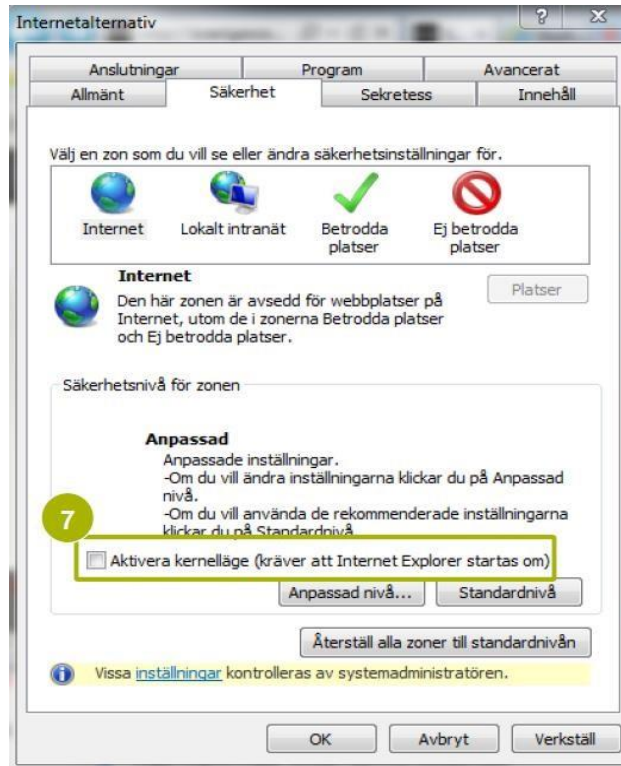 Internetalternativ
Anslutningar Program Avancerat
Allmänt Säkerhet Sekretess Innehåll
Välj en zon som du vill se eller ändra säkerhetsinställningar för.
Internet Lokalt intranät Betrodda platser Ej betrodda platser
Internet
Den här zonen är avsedd för webbplatser på
Internet, utom de i zonerna Betrodda platser
och Ej betrodda platser.
Platser
Säkerhetsnivå för zonen
Anpassad
Anpassade inställningar.
-Om du vill ändra inställningarna klickar du på Anpassad
nivå.
-Om du vill använda de rekommenderade inställningarna
klickar du på Standardnivå
7
Aktivera kernelläge (kräver att Internet Explorer startas om)
Anpassad nivå... Standardnivå
Återställ alla zoner till standardnivån
Vissa inställningar kontrolleras av systemadministratören.
OK Avbryt Verkställ